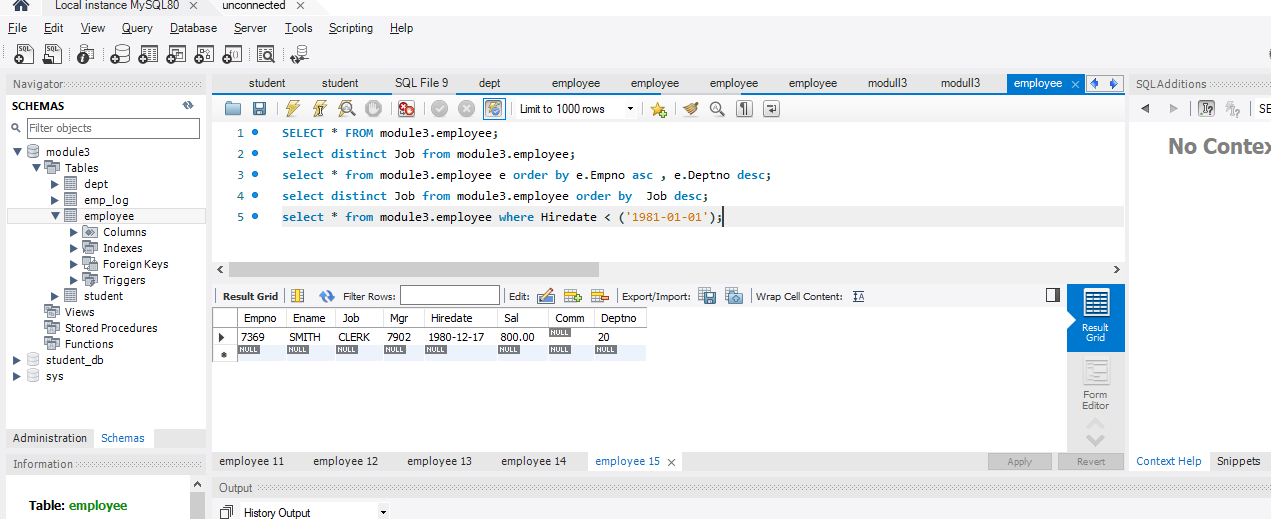 Local instance MySQL80 × unconnected ×
File Edit View Query Database Server Tools Scripting Help
Navigator
SCHEMAS
Filter objects
module3
Tables
dept
emp_log
employee
Columns
Indexes
Foreign Keys
Triggers
student
Views
Stored Procedures
Functions
student_db
sys
Administration Schemas
Information
Table: employee
student student SQL File 9 dept employee employee employee employee modull3 modull3 employee ×
Limit to 1000 rows
1 SELECT * FROM module3.employee;
2 select distinct Job from module3.employee;
3 select * from module3.employee e order by e.Empno asc , e.Deptno desc;
4 select distinct Job from module3.employee order by  Job desc;
5 select * from module3.employee where Hiredate < ('1981-01-01');
Result Grid Filter Rows: Edit: Export/Import: Wrap Cell Content: IA
Empno Ename Job Mgr Hiredate Sal Comm Deptno
7369 SMITH CLERK 7902 1980-12-17 800.00 NULL 20
NULL NULL NULL NULL NULL NULL NULL NULL
Result
Grid
Form
Editor
employee 11 employee 12 employee 13 employee 14 employee 15 × Apply Revert
Output
History Output
SQLAdditions
No Contex
Context Help Snippets